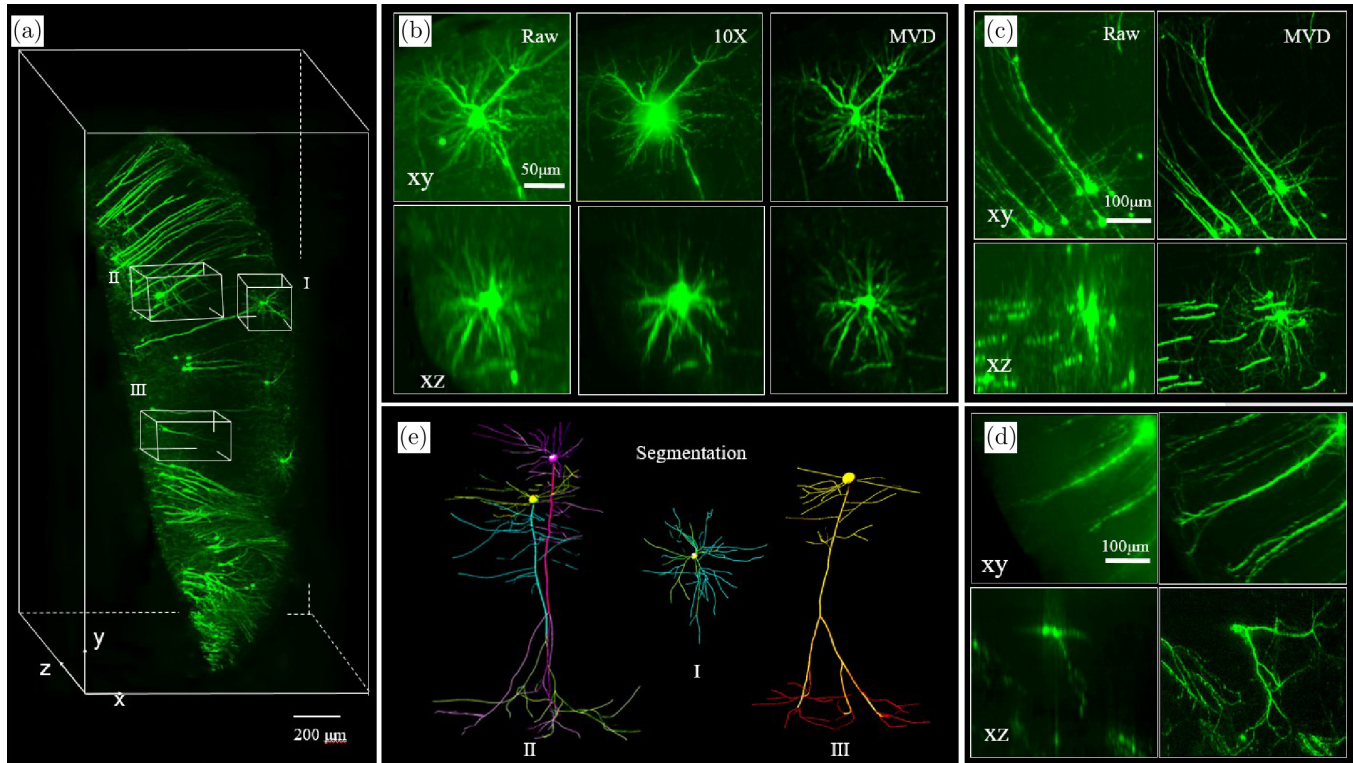 (a)
I
II
III
y
z
x
200 μm
(b)
Raw
10X
MVD
50μm
xy
xz
(c)
Raw
MVD
100μm
xy
xz
(e)
Segmentation
I
II
III
(d)
100μm
xy
xz